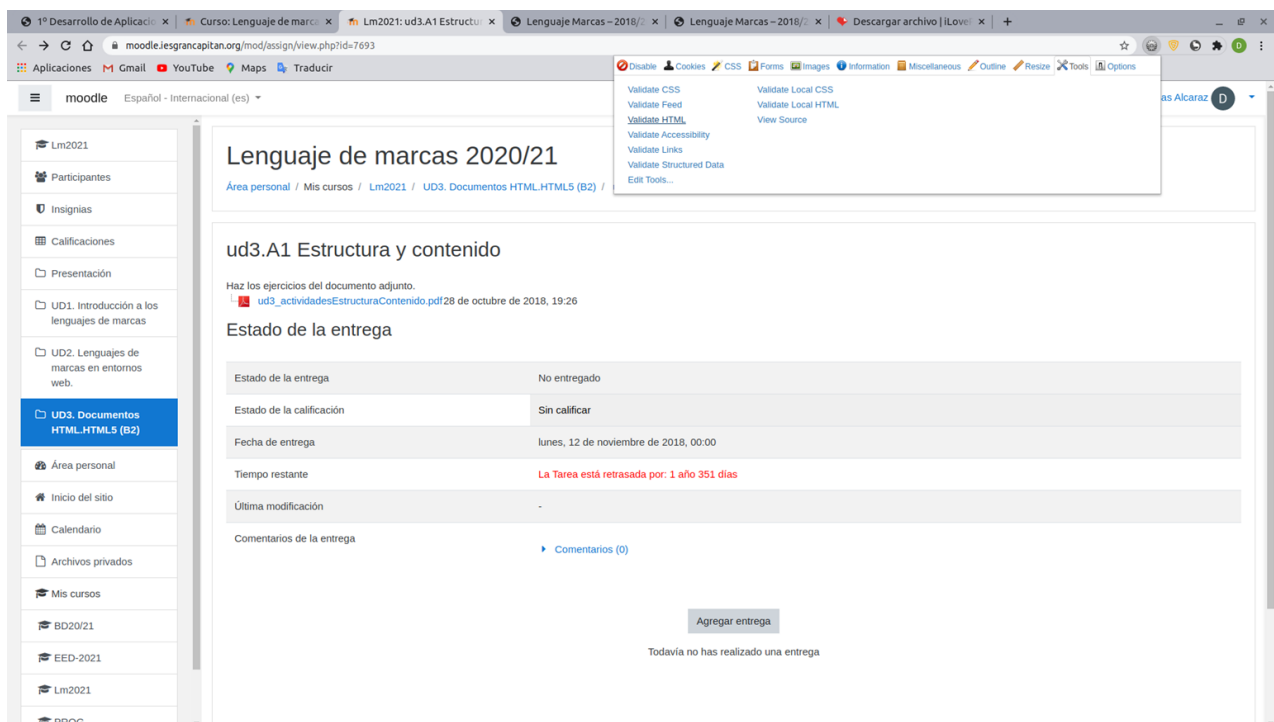 1º Desarrollo de Aplicacio
Curso: Lenguaje de marca
Lm2021: ud3.A1 Estructur
Lenguaje Marcas – 2018/2
Lenguaje Marcas – 2018/2
Descargar archivo | iLove
moodle.iesgrancapitan.org/mod/assign/view.php?id=7693
Aplicaciones Gmail YouTube Maps Traducir
Disable Cookies CSS Forms Images Information Miscellaneous Outline Resize Tools Options
Validate CSS Validate Local CSS
Validate Feed Validate Local HTML
Validate HTML View Source
Validate Accessibility
Validate Links
Validate Structured Data
Edit Tools...
moodle Español - Internacional (es)
as Alcaraz D
Lm2021
Participantes
Insignias
Calificaciones
Presentación
UD1. Introducción a los
lenguajes de marcas
UD2. Lenguajes de
marcas en entornos
web.
UD3. Documentos
HTML.HTML5 (B2)
Área personal
Inicio del sitio
Calendario
Archivos privados
Mis cursos
BD20/21
EED-2021
Lm2021
PROG
Lenguaje de marcas 2020/21
Área personal / Mis cursos / Lm2021 / UD3. Documentos HTML.HTML5 (B2) /
ud3.A1 Estructura y contenido
Haz los ejercicios del documento adjunto.
ud3_actividadesEstructuraContenido.pdf 28 de octubre de 2018, 19:26
Estado de la entrega
Estado de la entrega No entregado
Estado de la calificación Sin calificar
Fecha de entrega lunes, 12 de noviembre de 2018, 00:00
Tiempo restante La Tarea está retrasada por: 1 año 351 días
Última modificación -
Comentarios de la entrega
Comentarios (0)
Agregar entrega
Todavía no has realizado una entrega